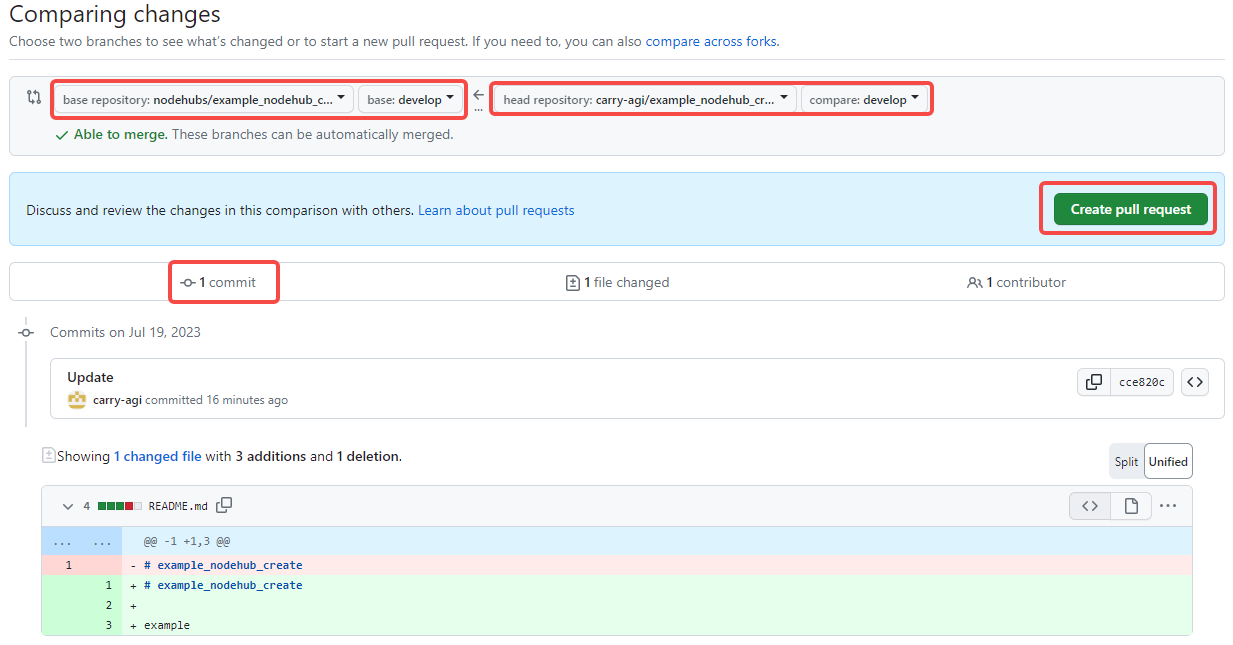 Comparing changes
Choose two branches to see what's changed or to start a new pull request. If you need to, you can also compare across forks.
base repository: nodehubs/example_nodehub_c... base: develop ... head repository: carry-agi/example_nodehub_cr... compare: develop
Able to merge. These branches can be automatically merged.
Discuss and review the changes in this comparison with others. Learn about pull requests Create pull request
1 commit 1 file changed 1 contributor
Commits on Jul 19, 2023
Update
carry-agi committed 16 minutes ago cce820c
Showing 1 changed file with 3 additions and 1 deletion. Split Unified
4 README.md
... ... @@ -1 +1,3 @@
1 - # example_nodehub_create
1 + # example_nodehub_create
2 +
3 + example